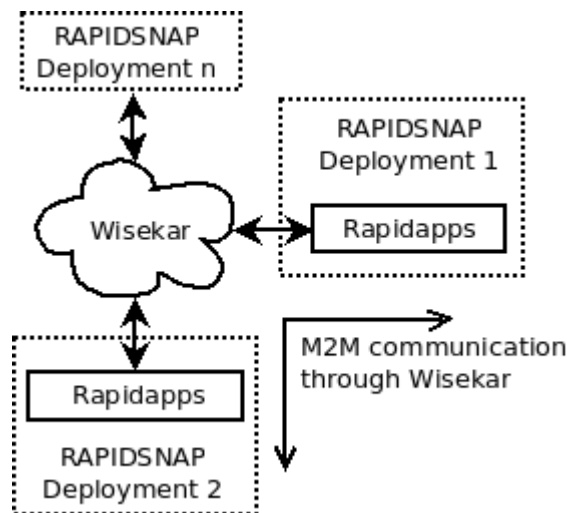 RAPIDSNAP
Deployment n
RAPIDSNAP
Deployment 1
Wisekar
Rapidapps
M2M communication
through Wisekar
Rapidapps
RAPIDSNAP
Deployment 2